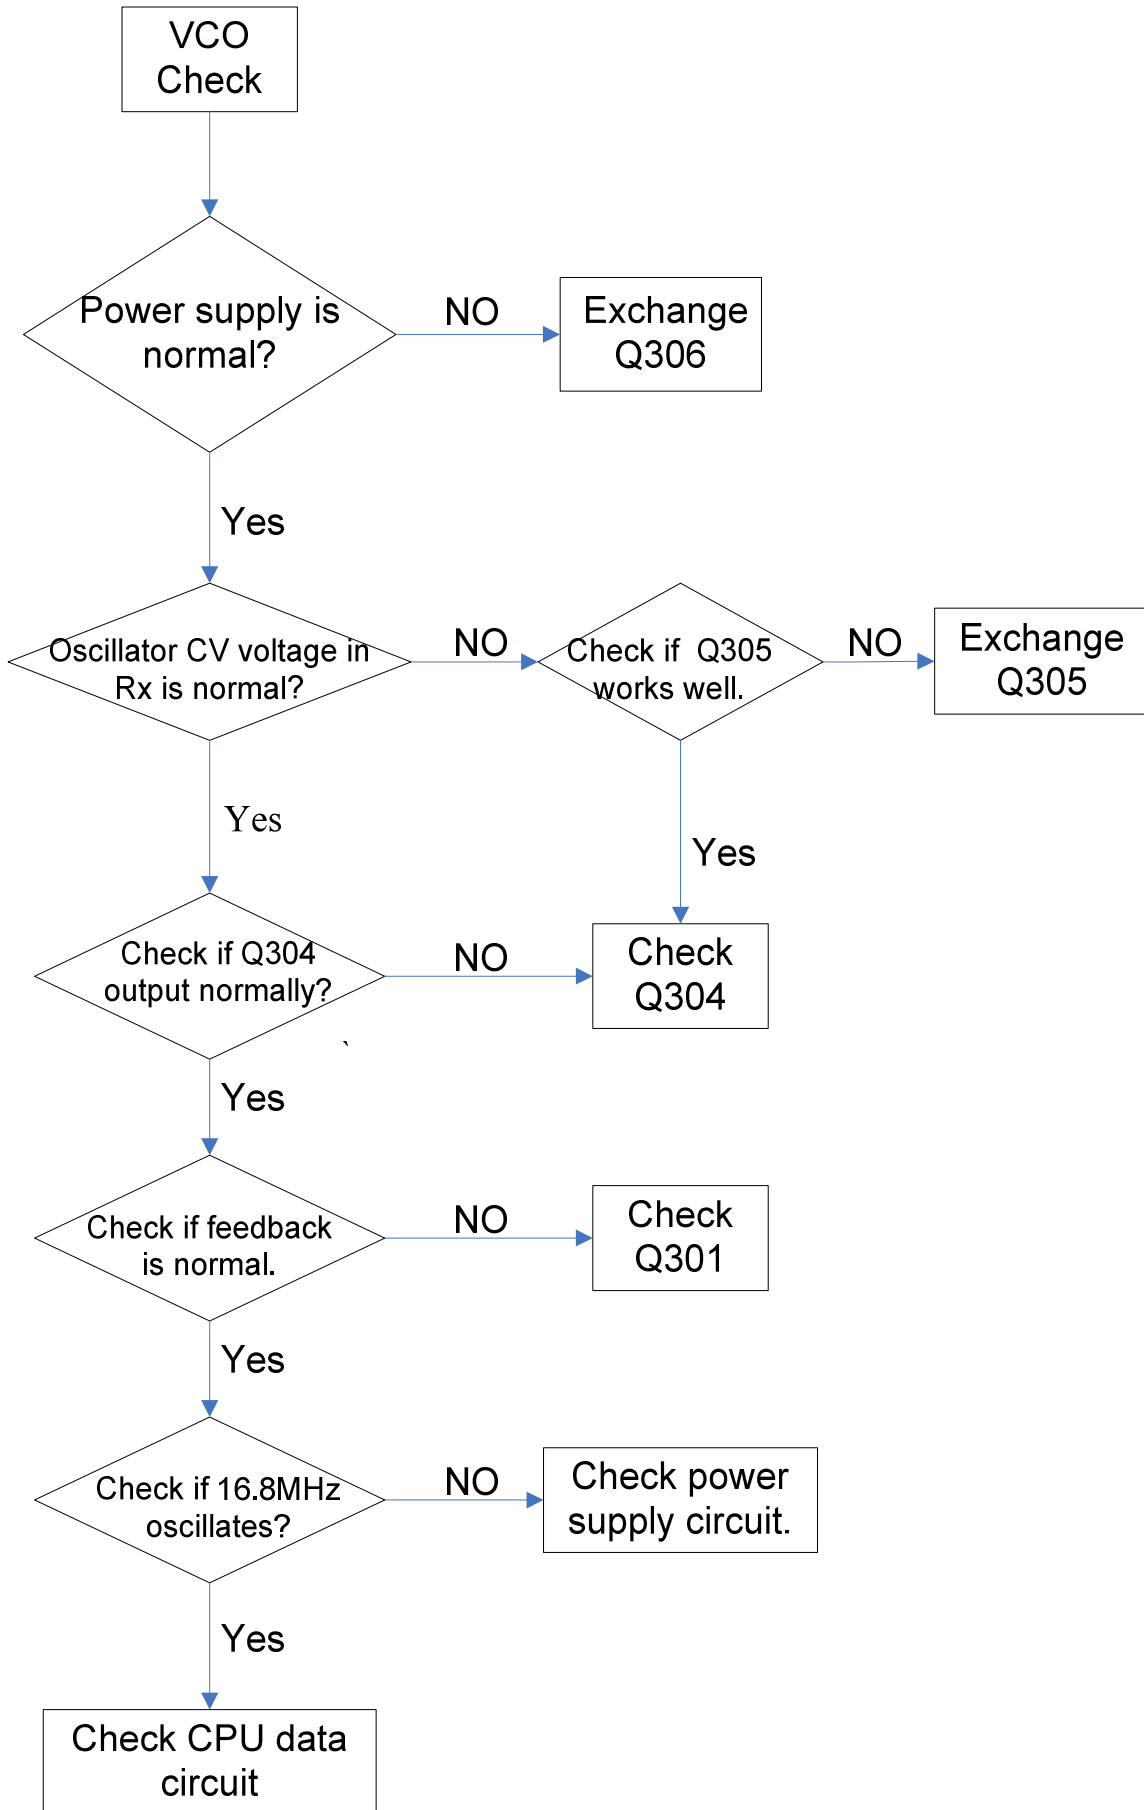 VCO
Check
Power supply is
normal?
NO
Exchange
Q306
Yes
Oscillator CV voltage in
Rx is normal?
NO
Check if Q305
works well.
NO
Exchange
Q305
Yes
Yes
Check if Q304
output normally?
NO
Check
Q304
`
Yes
Check if feedback
is normal.
NO
Check
Q301
Yes
Check if 16.8MHz
oscillates?
NO
Check power
supply circuit.
Yes
Check CPU data
circuit